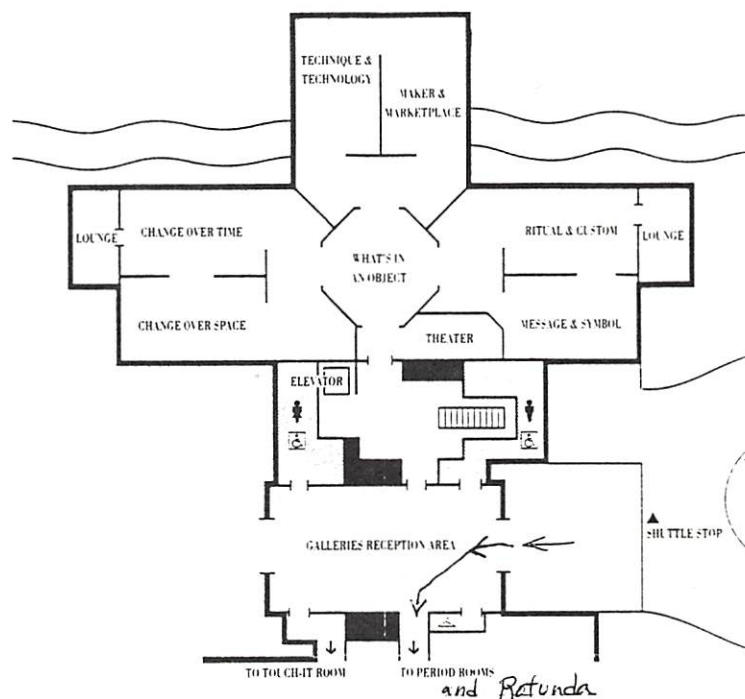 TECHNIQUE &
TECHNOLOGY
MAKER &
MARKETPLACE
LOUNGE
CHANGE OVER TIME
WHAT'S IN
AN OBJECT
RITUAL & CUSTOM
LOUNGE
CHANGE OVER SPACE
THEATER
MESSAGE & SYMBOL
ELEVATOR
GALLERIES RECEPTION AREA
SHUTTLE STOP
TO TOUCH-IT ROOM
TO PERIOD ROOMS
and Rotunda